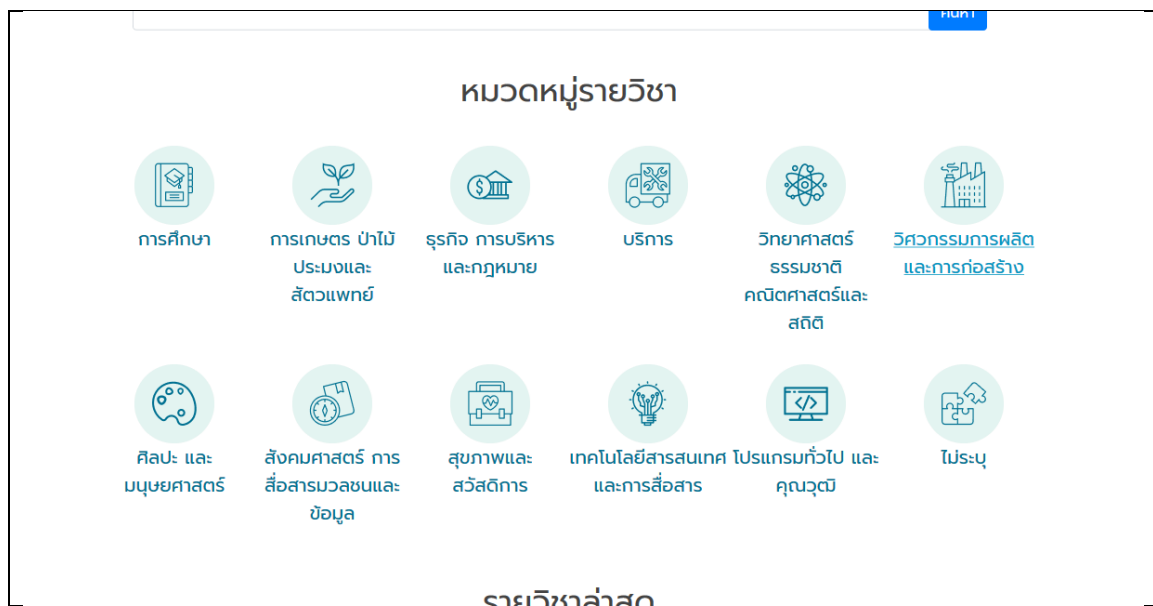 ค้นหา
หมวดหมู่รายวิชา
การศึกษา
การเกษตร ป่าไม้
ประมงและ
สัตวแพทย์
ธุรกิจ การบริหาร
และกฎหมาย
บริการ
วิทยาศาสตร์
ธรรมชาติ
คณิตศาสตร์และ
สถิติ
วิศวกรรมการผลิต
และการก่อสร้าง
ศิลปะ และ
มนุษยศาสตร์
สังคมศาสตร์ การ
สื่อสารมวลชนและ
ข้อมูล
สุขภาพและ
สวัสดิการ
เทคโนโลยีสารสนเทศ
และการสื่อสาร
โปรแกรมทั่วไป และ
คุณวุฒิ
ไม่ระบุ
รายวิชาล่าสุด